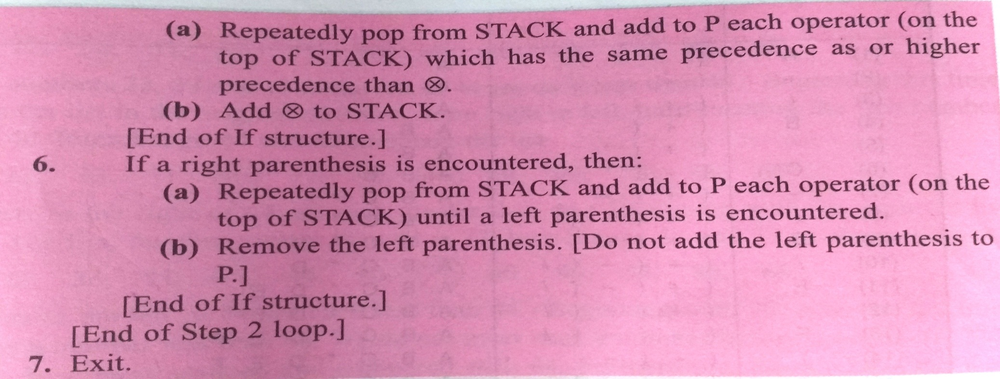 (a) Repeatedly pop from STACK and add to P each operator (on the
top of STACK) which has the same precedence as or higher
precedence than ⊗.
(b) Add ⊗ to STACK.
[End of If structure.]
6. If a right parenthesis is encountered, then:
(a) Repeatedly pop from STACK and add to P each operator (on the
top of STACK) until a left parenthesis is encountered.
(b) Remove the left parenthesis. [Do not add the left parenthesis to
P.]
[End of If structure.]
[End of Step 2 loop.]
7. Exit.